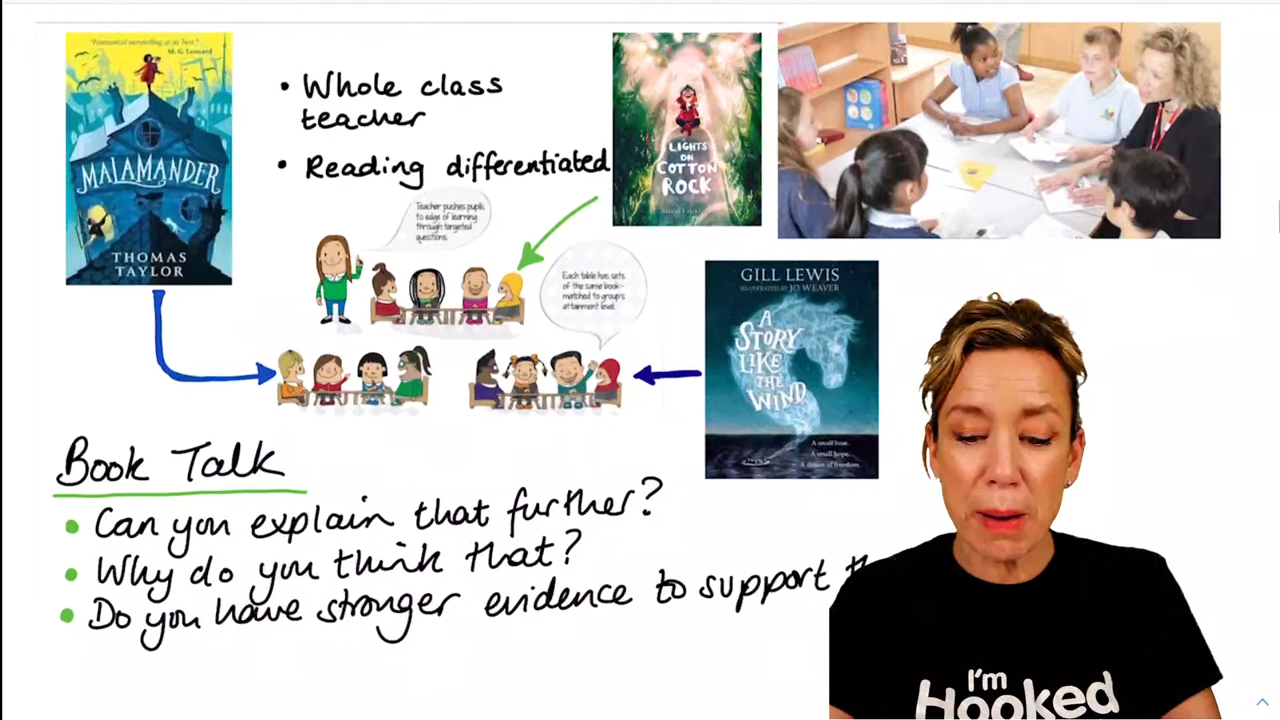 "Fantastical storytelling at its best."
M. G. Leonard
MALAMANDER
THOMAS
TAYLOR
• Whole class
teacher
• Reading differentiated
LIGHTS
ON
COTTON
ROCK
Teacher pushes pupils
to edge of learning
through targeted
questions.
Each table has sets
of the same book-
matched to group's
attainment level.
GILL LEWIS
ILLUSTRATED BY JO WEAVER
A
STORY
LIKE
THE
WIND
A small boat.
A small hope.
A dream of freedom.
Book Talk
• Can you explain that further?
• Why do you think that?
• Do you have stronger evidence to support th
I'm
Hooked